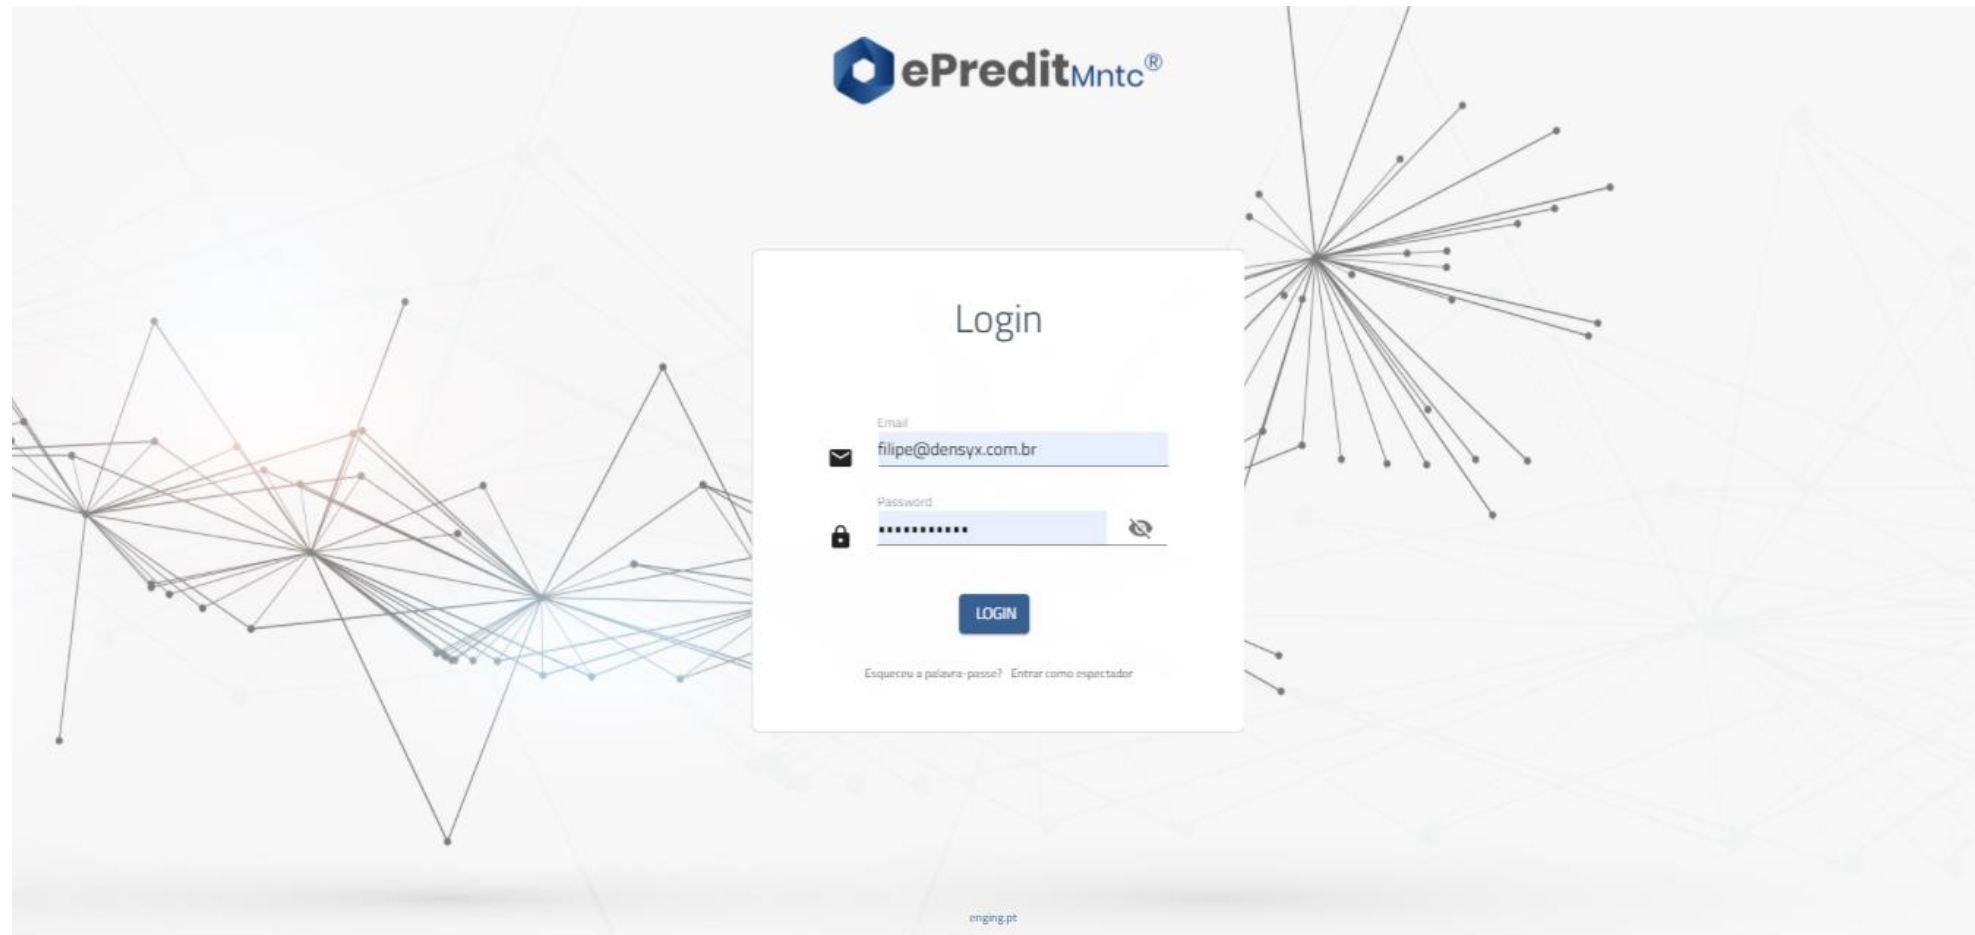 ePreditMntc®
Login
Email
filipe@densyx.com.br
Password
•••••••••••
LOGIN
Esqueceu a palavra-passe? Entrar como espectador
enging.pt